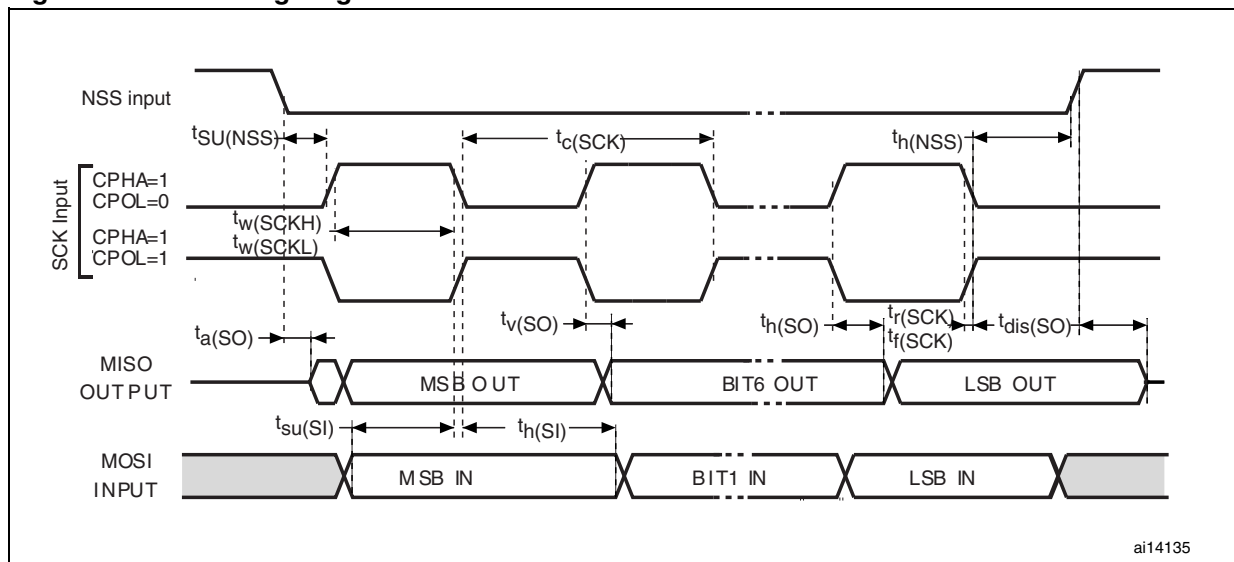 NSS input
tSU(NSS)
tc(SCK)
th(NSS)
SCK Input
CPHA=1
CPOL=0
tw(SCKH)
tw(SCKL)
CPHA=1
CPOL=1
ta(SO)
tv(SO)
th(SO)
tr(SCK)
tf(SCK)
tdis(SO)
MISO
OUTPUT
MSB OUT
BIT6 OUT
LSB OUT
tsu(SI)
th(SI)
MOSI
INPUT
MSB IN
BIT1 IN
LSB IN
ai14135